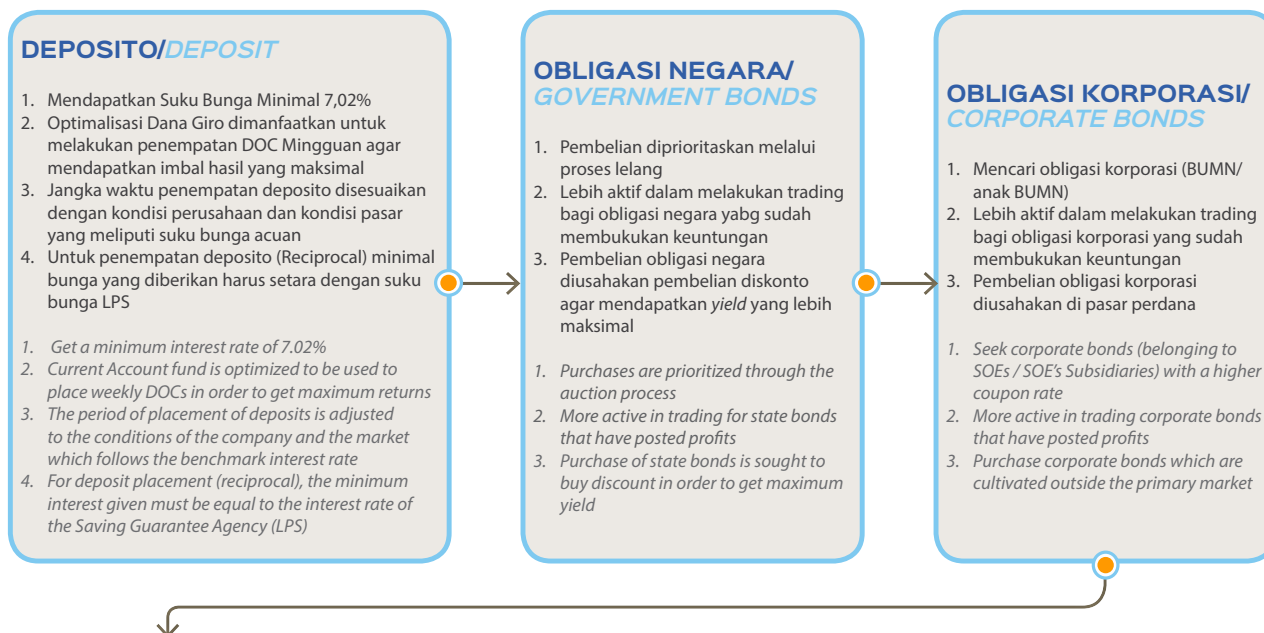 DEPOSITO/DEPOSIT
1. Mendapatkan Suku Bunga Minimal 7,02%
2. Optimalisasi Dana Giro dimanfaatkan untuk
melakukan penempatan DOC Mingguan agar
mendapatkan imbal hasil yang maksimal
3. Jangka waktu penempatan deposito disesuaikan
dengan kondisi perusahaan dan kondisi pasar
yang meliputi suku bunga acuan
4. Untuk penempatan deposito (Reciprocal) minimal
bunga yang diberikan harus setara dengan suku
bunga LPS
1. Get a minimum interest rate of 7.02%
2. Current Account fund is optimized to be used to
place weekly DOCs in order to get maximum returns
3. The period of placement of deposits is adjusted
to the conditions of the company and the market
which follows the benchmark interest rate
4. For deposit placement (reciprocal), the minimum
interest given must be equal to the interest rate of
the Saving Guarantee Agency (LPS)
OBLIGASI NEGARA/
GOVERNMENT BONDS
1. Pembelian diprioritaskan melalui
proses lelang
2. Lebih aktif dalam melakukan trading
bagi obligasi negara yabg sudah
membukukan keuntungan
3. Pembelian obligasi negara
diusahakan pembelian diskonto
agar mendapatkan yield yang lebih
maksimal
1. Purchases are prioritized through the
auction process
2. More active in trading for state bonds
that have posted profits
3. Purchase of state bonds is sought to
buy discount in order to get maximum
yield
OBLIGASI KORPORASI/
CORPORATE BONDS
1. Mencari obligasi korporasi (BUMN/
anak BUMN)
2. Lebih aktif dalam melakukan trading
bagi obligasi korporasi yang sudah
membukukan keuntungan
3. Pembelian obligasi korporasi
diusahakan di pasar perdana
1. Seek corporate bonds (belonging to
SOEs / SOE's Subsidiaries) with a higher
coupon rate
2. More active in trading corporate bonds
that have posted profits
3. Purchase corporate bonds which are
cultivated outside the primary market